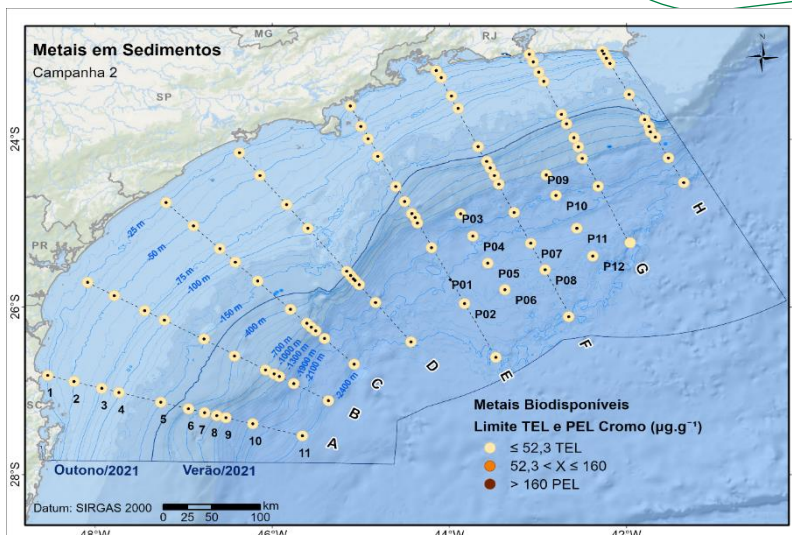 MG
RJ
Metais em Sedimentos
Campanha 2
SP
24°S
-25 m
-50 m
-75 m
-100 m
-150 m
-400 m
-700 m
-1000 m
-1300 m
-1900 m
-2100 m
-2400 m
PR
26°S
SC
28°S
P09
P10
P03
P04
P11
P07
P05
P12
P01
P08
P06
P02
H
G
F
E
D
C
B
A
1
2
3
4
5
6
7
8
9
10
11
Outono/2021
Verão/2021
Metais Biodisponíveis
Limite TEL e PEL Cromo (µg.g⁻¹)
≤ 52,3 TEL
52,3 < X ≤ 160
> 160 PEL
Datum: SIRGAS 2000
km
0 25 50 100
48°W
46°W
44°W
42°W